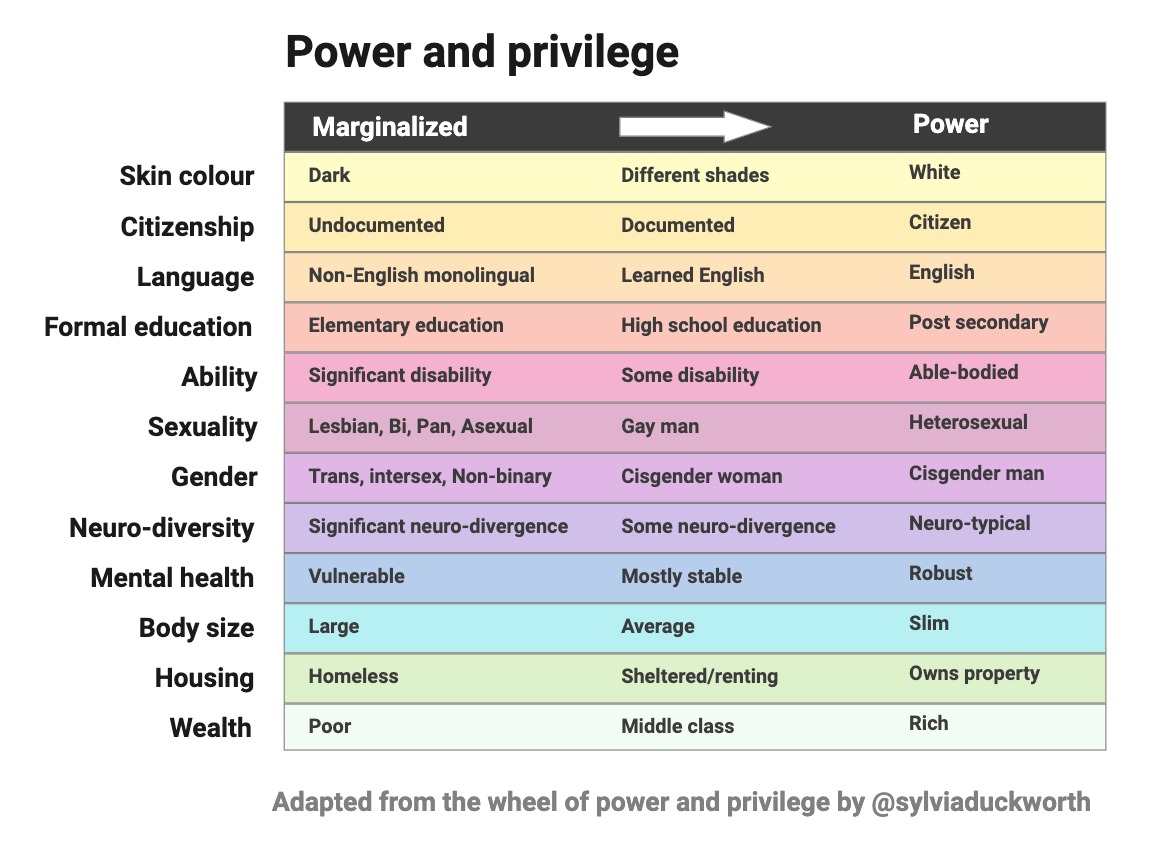 Power and privilege
Marginalized Power
Skin colour Dark Different shades White
Citizenship Undocumented Documented Citizen
Language Non-English monolingual Learned English English
Formal education Elementary education High school education Post secondary
Ability Significant disability Some disability Able-bodied
Sexuality Lesbian, Bi, Pan, Asexual Gay man Heterosexual
Gender Trans, intersex, Non-binary Cisgender woman Cisgender man
Neuro-diversity Significant neuro-divergence Some neuro-divergence Neuro-typical
Mental health Vulnerable Mostly stable Robust
Body size Large Average Slim
Housing Homeless Sheltered/renting Owns property
Wealth Poor Middle class Rich
Adapted from the wheel of power and privilege by @sylviaduckworth